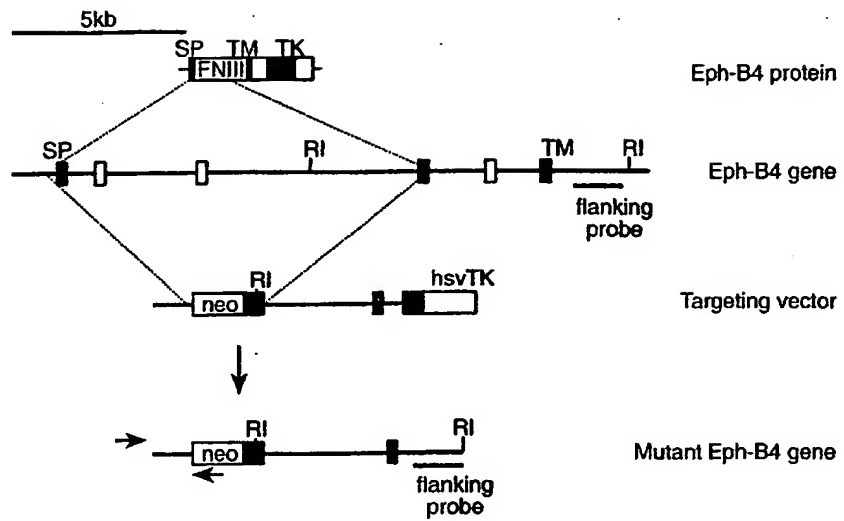 5kb
SP TM TK
FNIII
Eph-B4 protein
SP RI TM RI
Eph-B4 gene
flanking
probe
RI hsvTK
neo
Targeting vector
RI RI
neo
Mutant Eph-B4 gene
flanking
probe